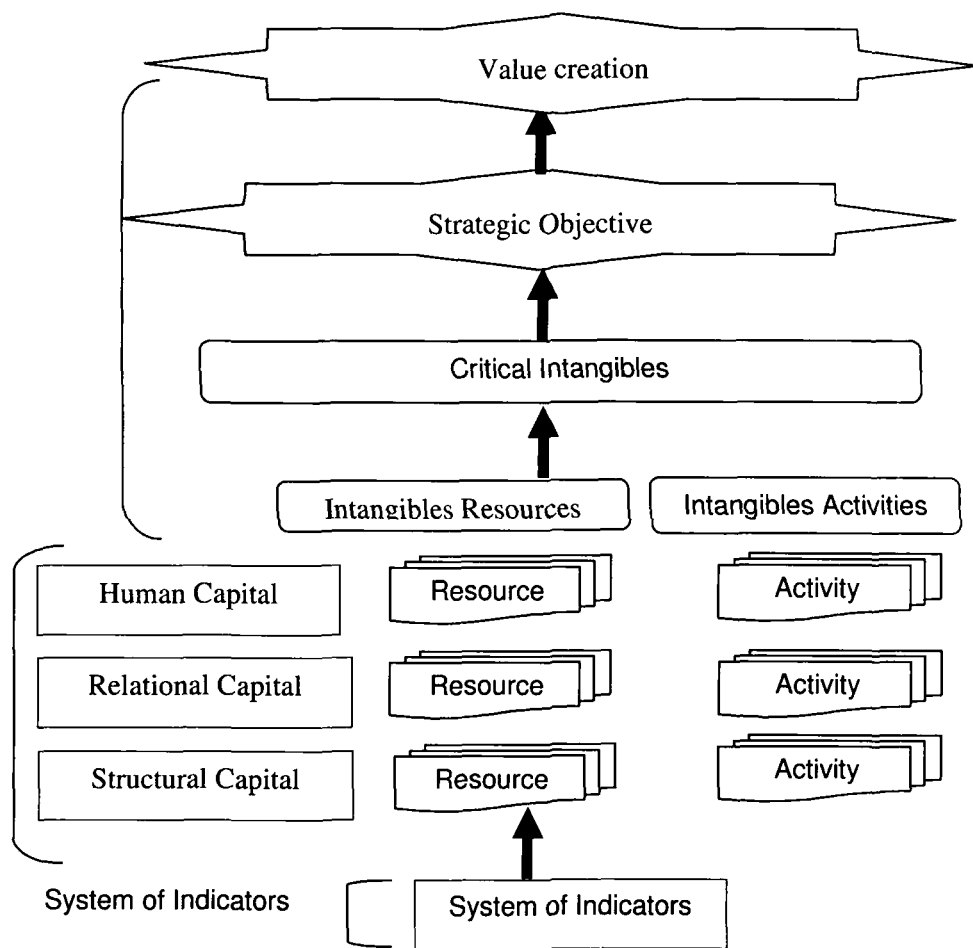 Value creation
Strategic Objective
Critical Intangibles
Intangibles Resources
Intangibles Activities
Human Capital
Resource
Activity
Relational Capital
Resource
Activity
Structural Capital
Resource
Activity
System of Indicators
System of Indicators